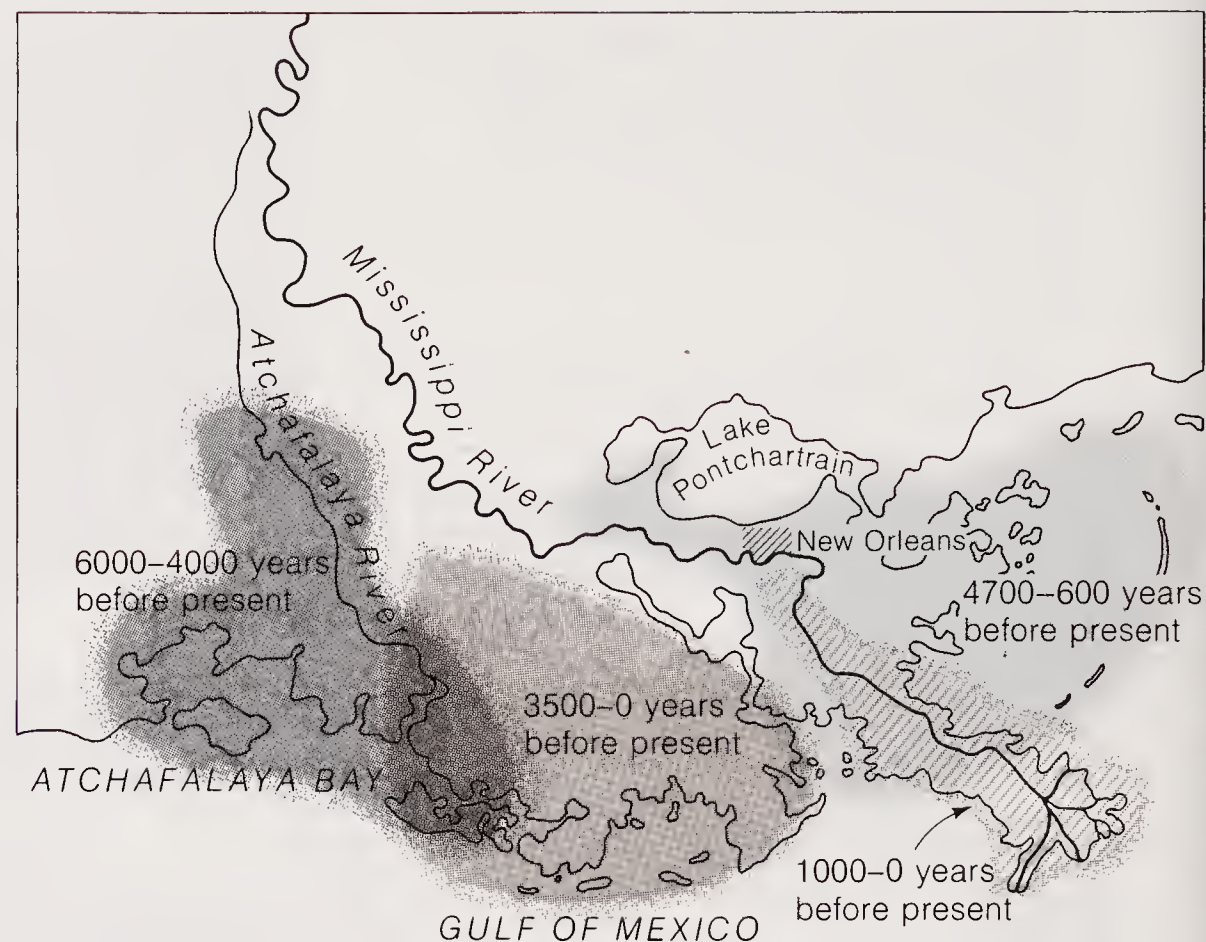 Mississippi River
Atchafalaya River
Lake
Pontchartrain
New Orleans
6000–4000 years
before present
4700–600 years
before present
3500–0 years
before present
ATCHAFALAYA BAY
1000–0 years
before present
GULF OF MEXICO